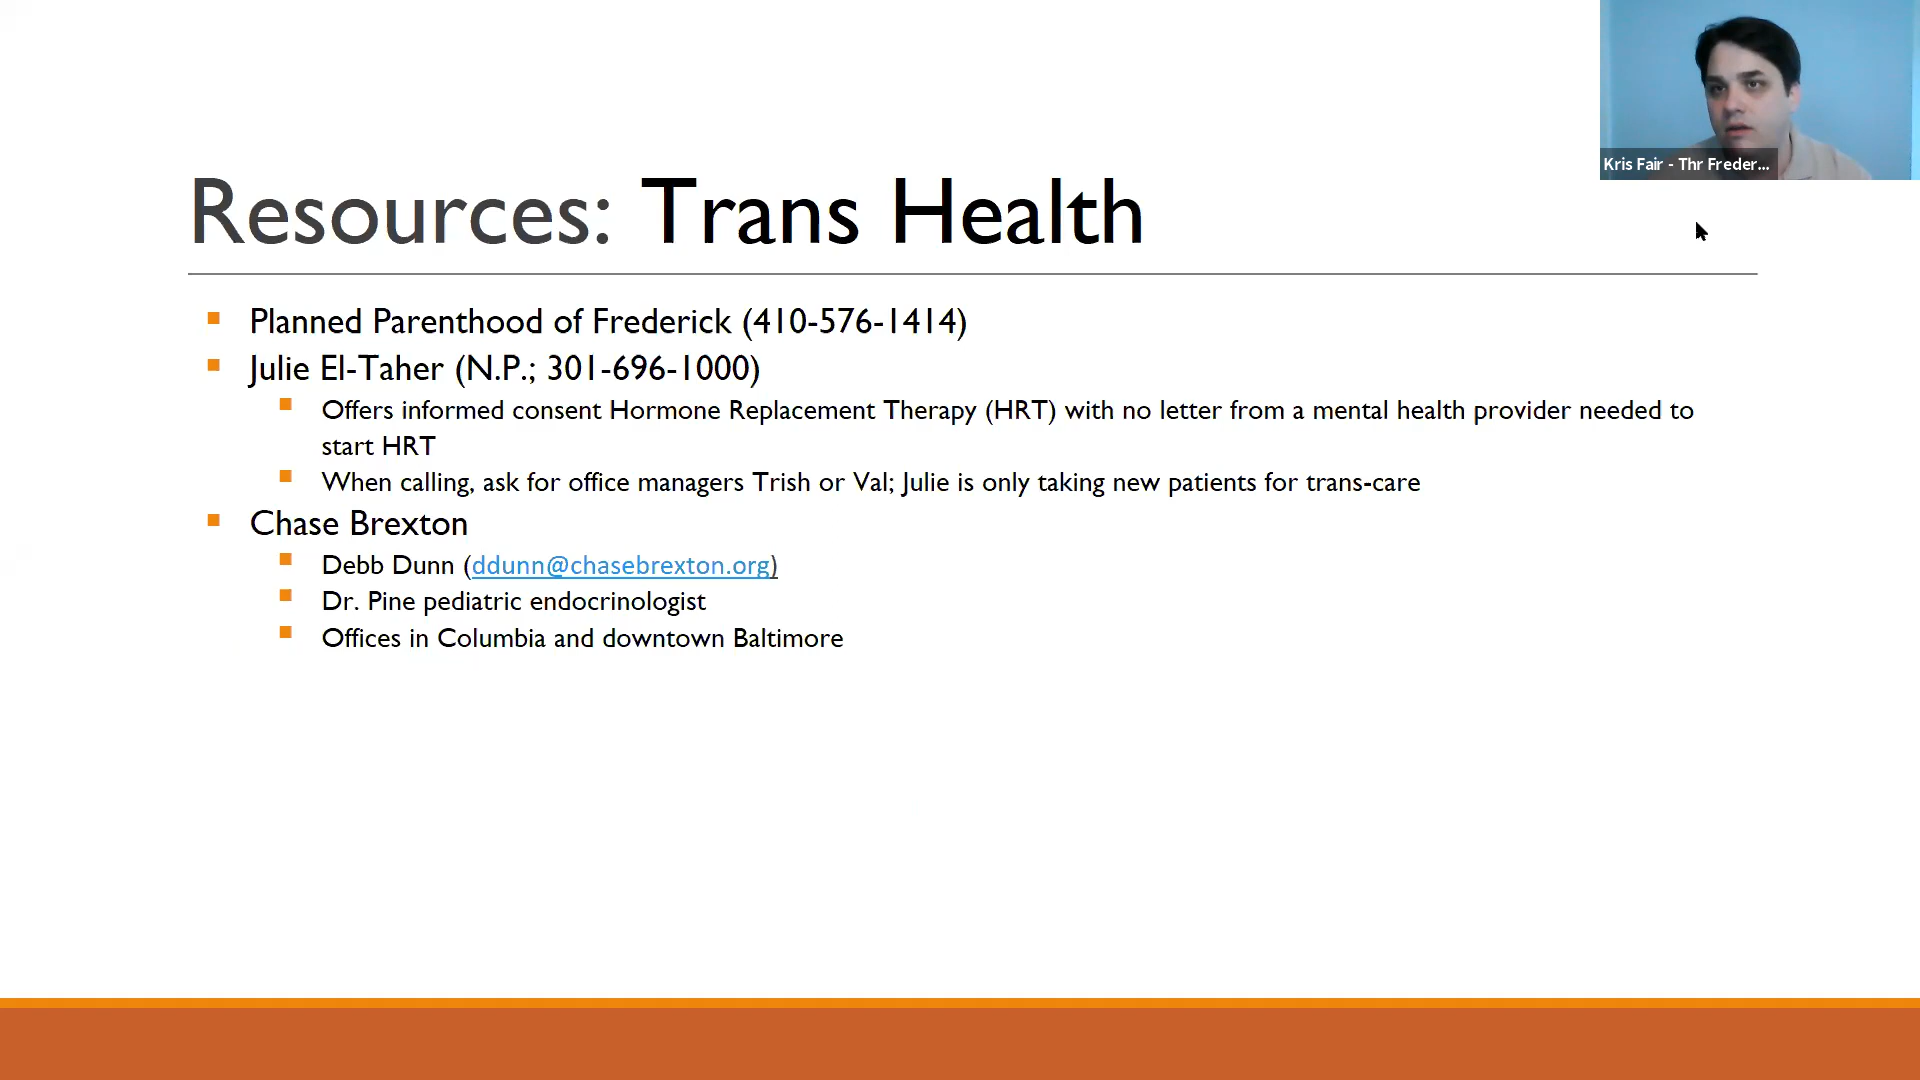 Kris Fair - Thr Freder...
Resources: Trans Health
Planned Parenthood of Frederick (410-576-1414)
Julie El-Taher (N.P.; 301-696-1000)
Offers informed consent Hormone Replacement Therapy (HRT) with no letter from a mental health provider needed to
start HRT
When calling, ask for office managers Trish or Val; Julie is only taking new patients for trans-care
Chase Brexton
Debb Dunn (ddunn@chasebrexton.org)
Dr. Pine pediatric endocrinologist
Offices in Columbia and downtown Baltimore